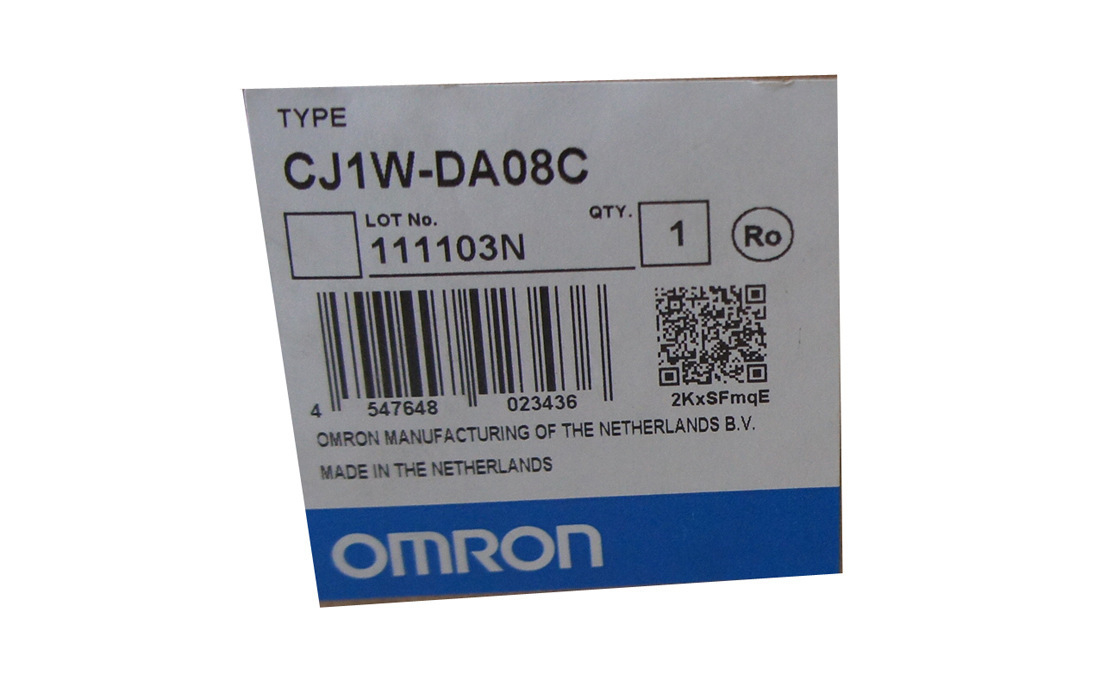 TYPE
CJ1W-DA08C
LOT No.
111103N
QTY.
1
Ro
4 547648 023436
2KxSFmqE
OMRON MANUFACTURING OF THE NETHERLANDS B.V.
MADE IN THE NETHERLANDS
OMRON